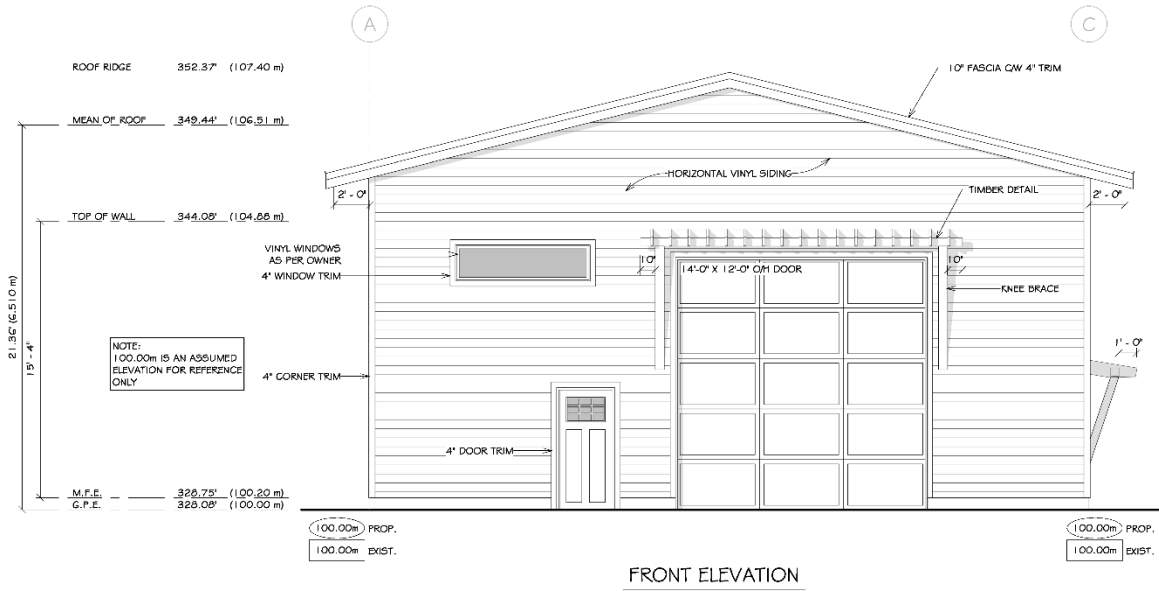 A
C
ROOF RIDGE 352.37' (107.40 m)
10" FASCIA C/W 4" TRIM
MEAN OF ROOF 349.44' (106.51 m)
HORIZONTAL VINYL SIDING
2' - 0"
TIMBER DETAIL
2' - 0"
TOP OF WALL 344.08' (104.88 m)
VINYL WINDOWS
AS PER OWNER
4" WINDOW TRIM
10"
14'-0" X 12'-0" O/H DOOR
10"
KNEE BRACE
21.36' (6.510 m)
15' - 4"
NOTE:
100.00m IS AN ASSUMED
ELEVATION FOR REFERENCE
ONLY
1' - 0"
4" CORNER TRIM
4" DOOR TRIM
M.F.E. 328.75' (100.20 m)
G.P.E. 328.08' (100.00 m)
100.00m PROP.
100.00m EXIST.
100.00m PROP.
100.00m EXIST.
FRONT ELEVATION